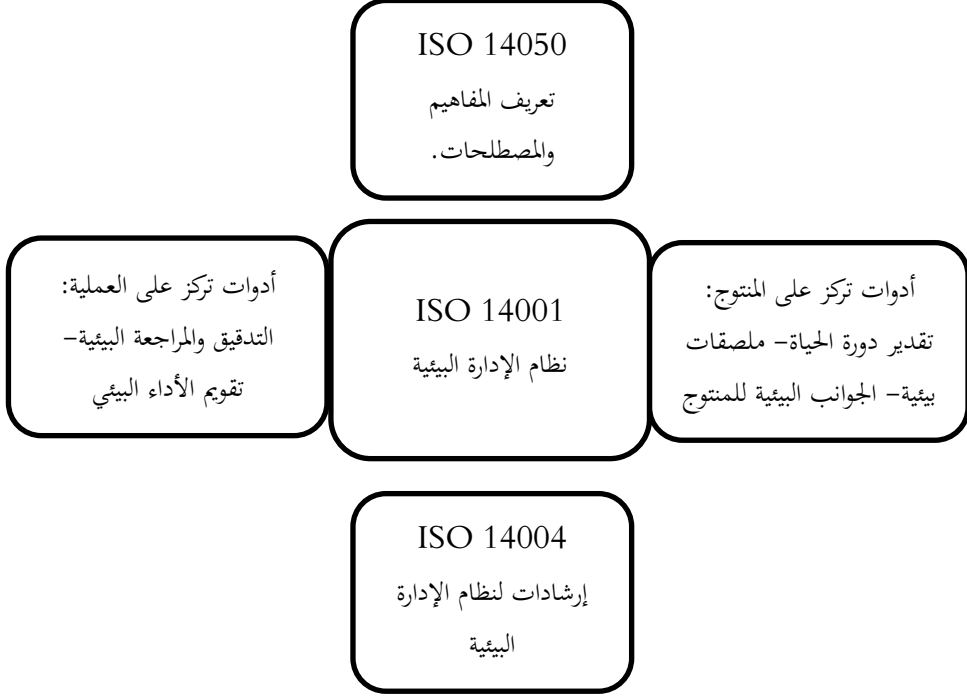 ISO 14050
تعريف المفاهيم
والمصطلحات.
أدوات تركز على المنتوج:
تقدير دورة الحياة– ملصقات
بيئية– الجوانب البيئية للمنتوج
ISO 14001
نظام الإدارة البيئية
أدوات تركز على العملية:
التدقيق والمراجعة البيئية–
تقويم الأداء البيئي
ISO 14004
إرشادات لنظام الإدارة
البيئية